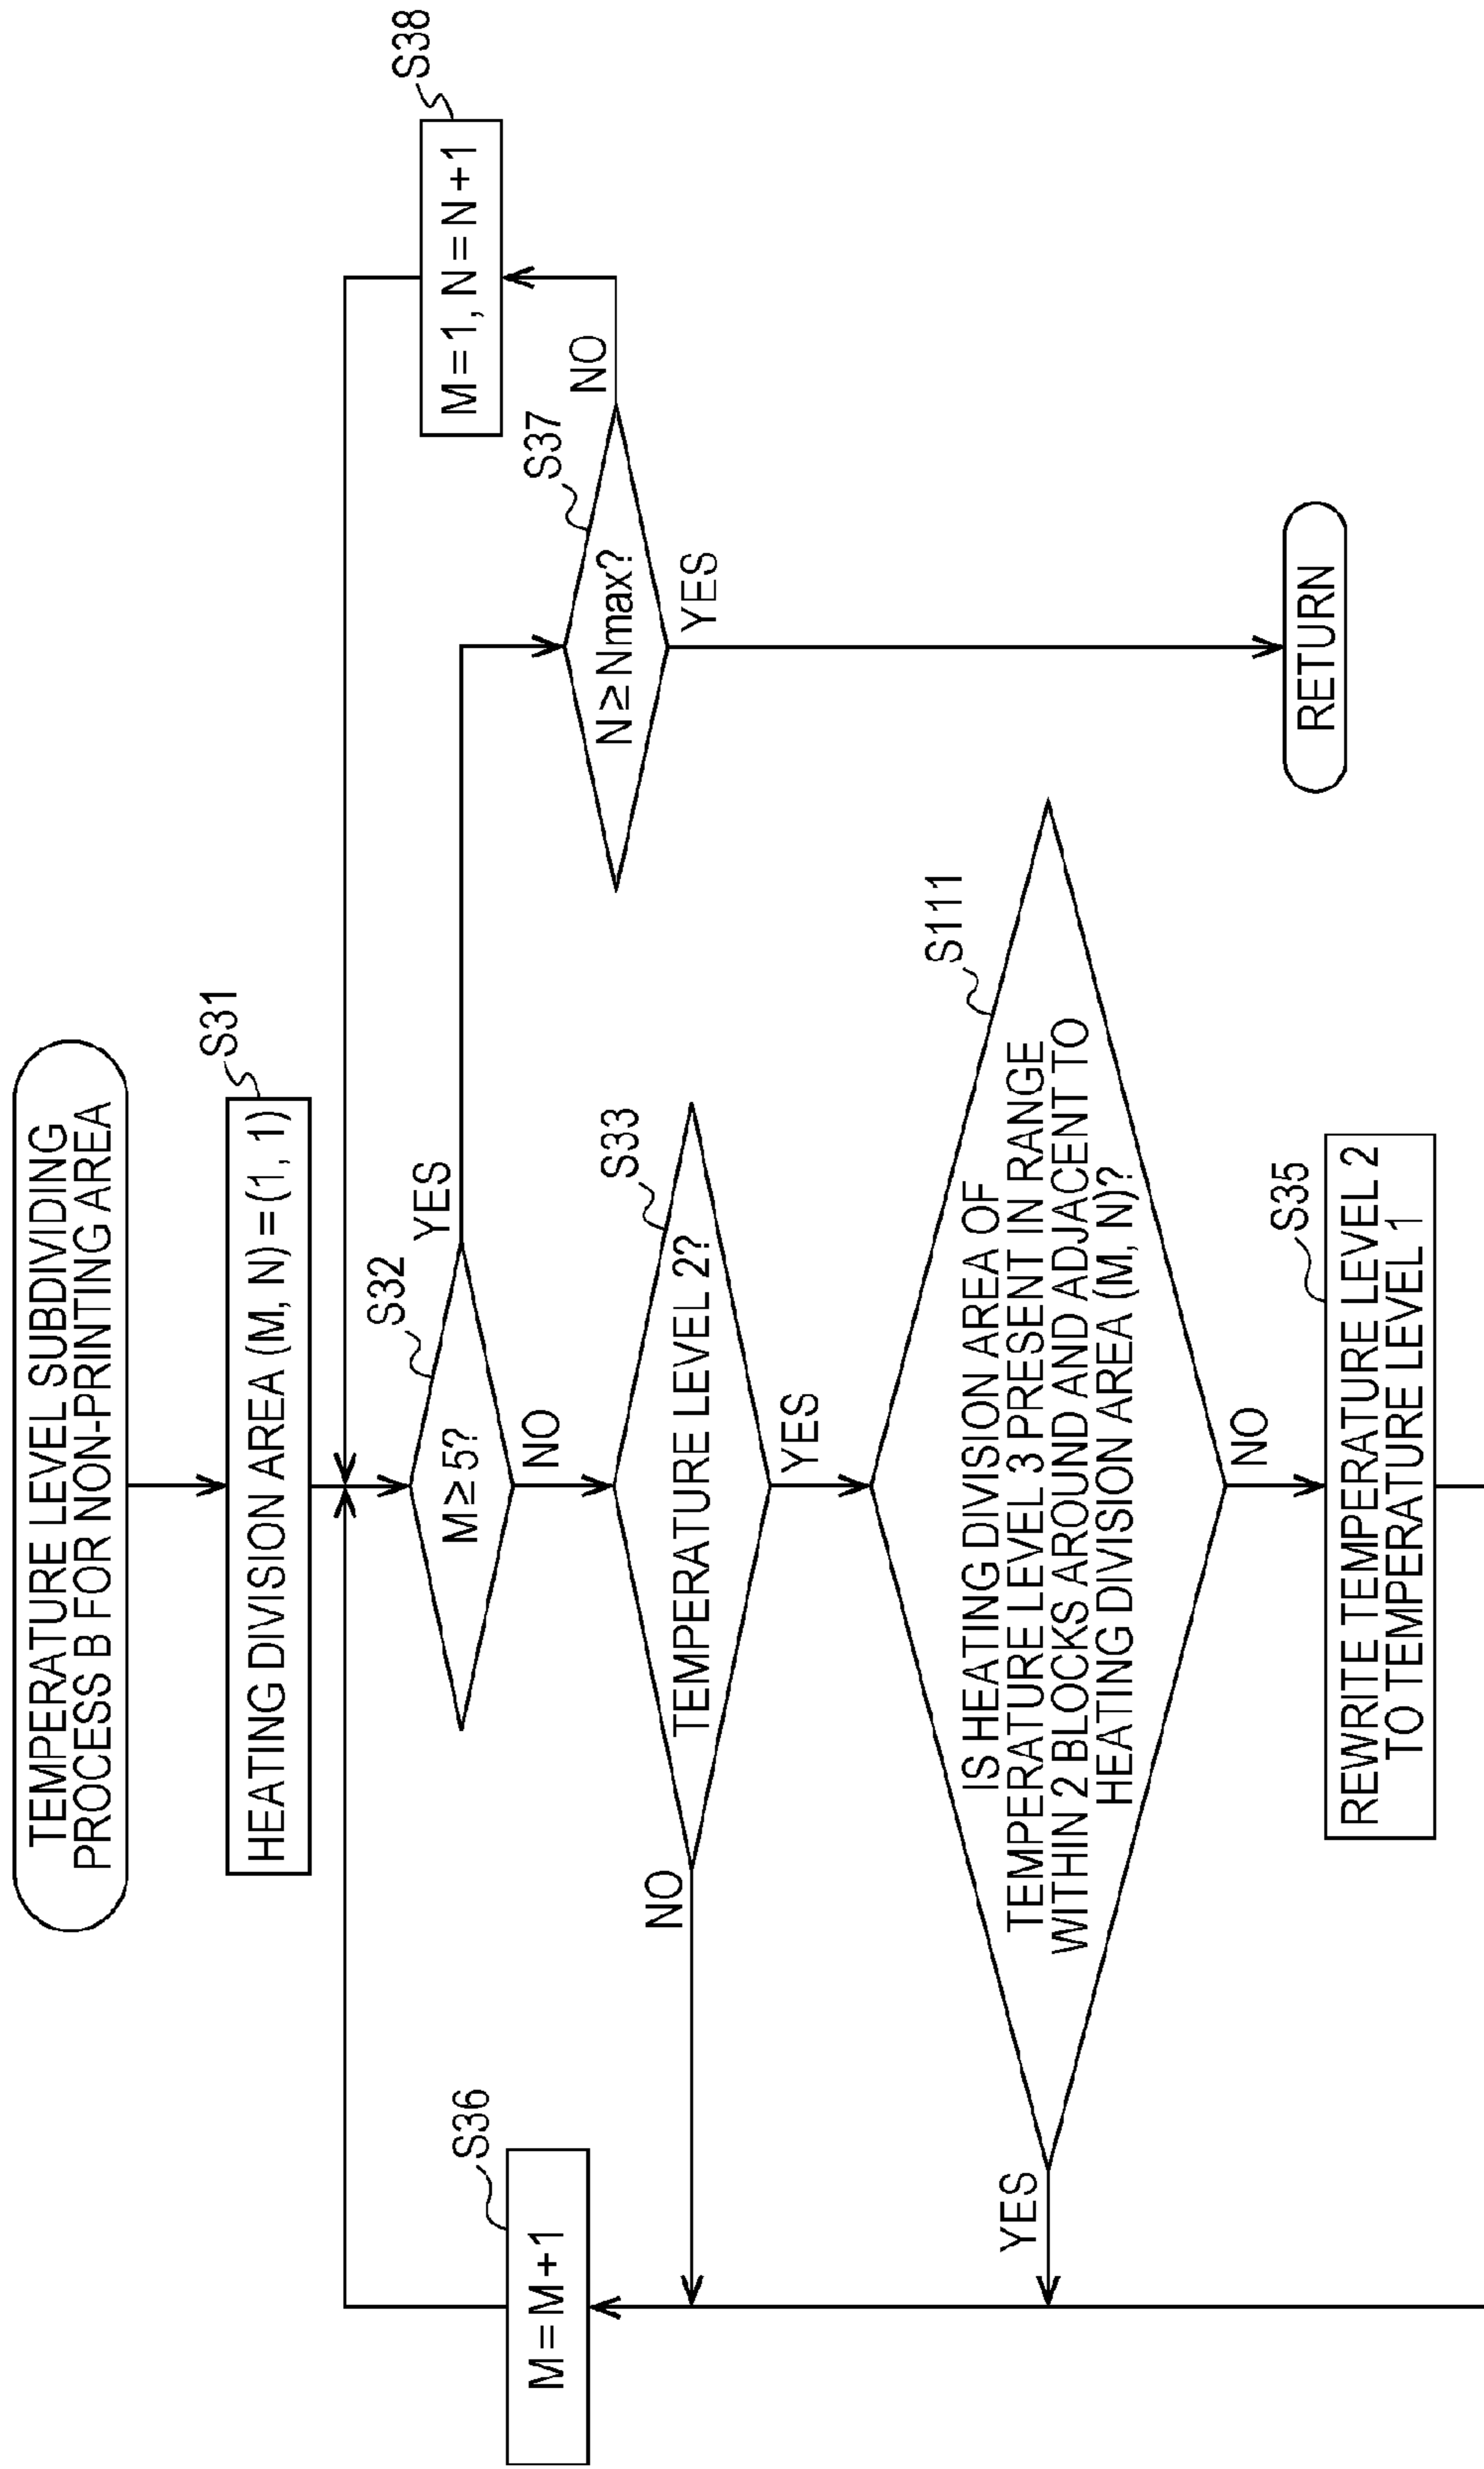 TEMPERATURE LEVEL SUBDIVIDING
PROCESS B FOR NON-PRINTING AREA
S31
HEATING DIVISION AREA (M, N) = (1, 1)
S32
M ≥ 5?
YES
NO
S33
TEMPERATURE LEVEL 2?
NO
YES
S111
IS HEATING DIVISION AREA OF
TEMPERATURE LEVEL 3 PRESENT IN RANGE
WITHIN 2 BLOCKS AROUND AND ADJACENT TO
HEATING DIVISION AREA (M, N)?
YES
NO
S35
REWRITE TEMPERATURE LEVEL 2
TO TEMPERATURE LEVEL 1
S36
M = M+1
S37
N ≥ Nmax?
NO
YES
S38
M = 1, N = N + 1
RETURN